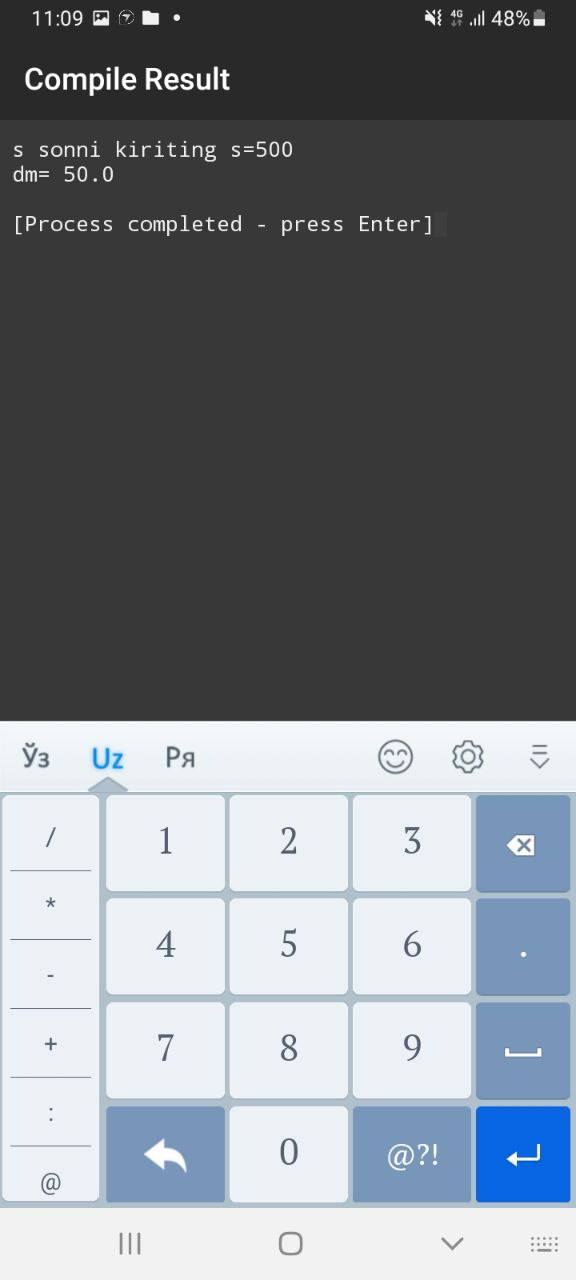 11:09
4G
48%
Compile Result
s sonni kiriting s=500
dm= 50.0
[Process completed - press Enter]
Ўз Uz Ря
/ 1 2 3
*
- 4 5 6 .
+ 7 8 9
:
@ 0 @?!